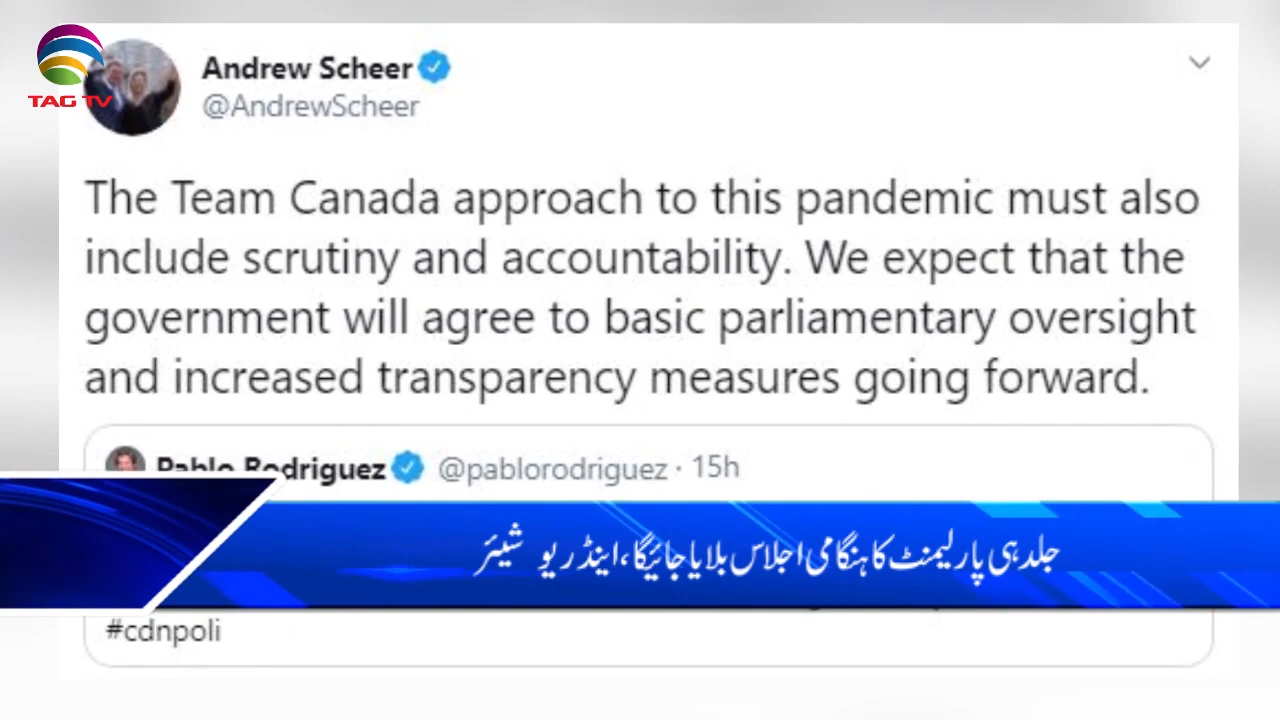 TAG TV
Andrew Scheer
@AndrewScheer
The Team Canada approach to this pandemic must also
include scrutiny and accountability. We expect that the
government will agree to basic parliamentary oversight
and increased transparency measures going forward.
Pablo Rodriguez @pablorodriguez · 15h
جلد ہی پارلیمنٹ کا ہنگامی اجلاس بلایا جائیگا، اینڈریو شیئر
#cdnpoli